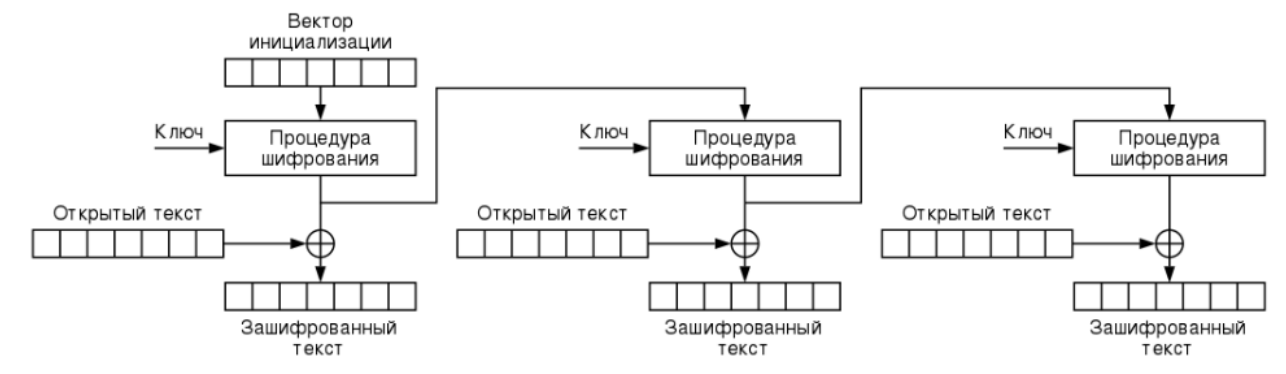 Вектор
инициализации
Ключ
Процедура
шифрования
Ключ
Процедура
шифрования
Ключ
Процедура
шифрования
Открытый текст
Открытый текст
Открытый текст
Зашифрованный
текст
Зашифрованный
текст
Зашифрованный
текст